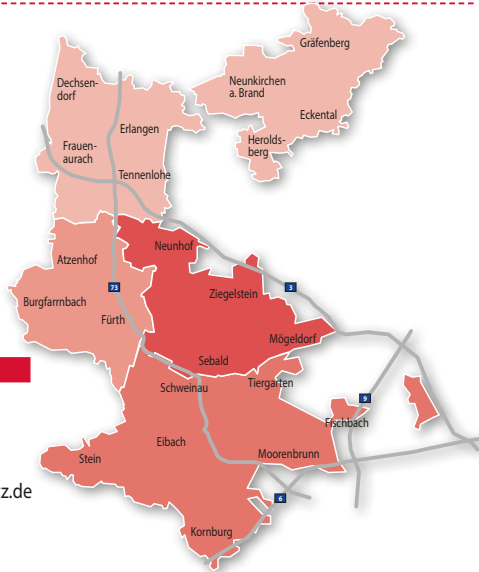 Gräfenberg
Dechsen-
dorf
Neunkirchen
a. Brand
Eckental
Erlangen
Herolds-
berg
Frauen-
aurach
Tennenlohe
Neunhof
Atzenhof
73
3
Ziegelstein
Burgfarrnbach
Fürth
Mögeldorf
Sebald
Tiergarten
Schweinau
9
Fischbach
Eibach
Moorenbrunn
Stein
z.de
6
Kornburg